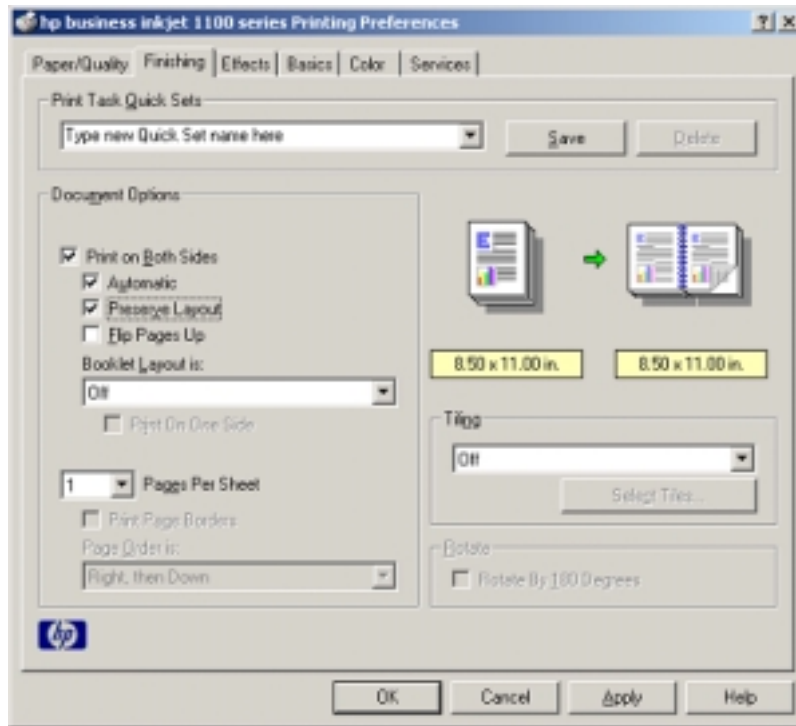 hp business inkjet 1100 series Printing Preferences
Paper/Quality Finishing Effects Basics Color Services
Print Task Quick Sets
Type new Quick Set name here Save Delete
Document Options
Print on Both Sides
Automatic
Preserve Layout
Flip Pages Up
Booklet Layout is:
Off
Print On One Side
1 Pages Per Sheet
Print Page Borders
Page Order is:
Right, then Down
8.50 x 11.00 in. 8.50 x 11.00 in.
Tiling
Off
Select Tiles...
Rotate
Rotate By 180 Degrees
hp
OK Cancel Apply Help